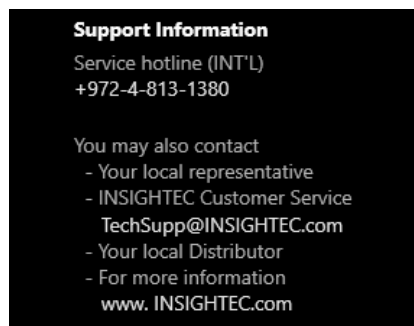 Support Information
Service hotline (INT'L)
+972-4-813-1380
You may also contact
- Your local representative
- INSIGHTEC Customer Service
TechSupp@INSIGHTEC.com
- Your local Distributor
- For more information
www. INSIGHTEC.com